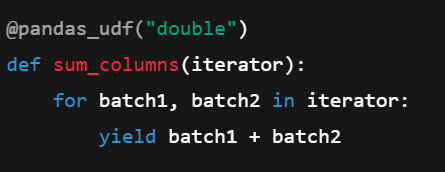 @pandas_udf("double")
def sum_columns(iterator):
    for batch1, batch2 in iterator:
        yield batch1 + batch2